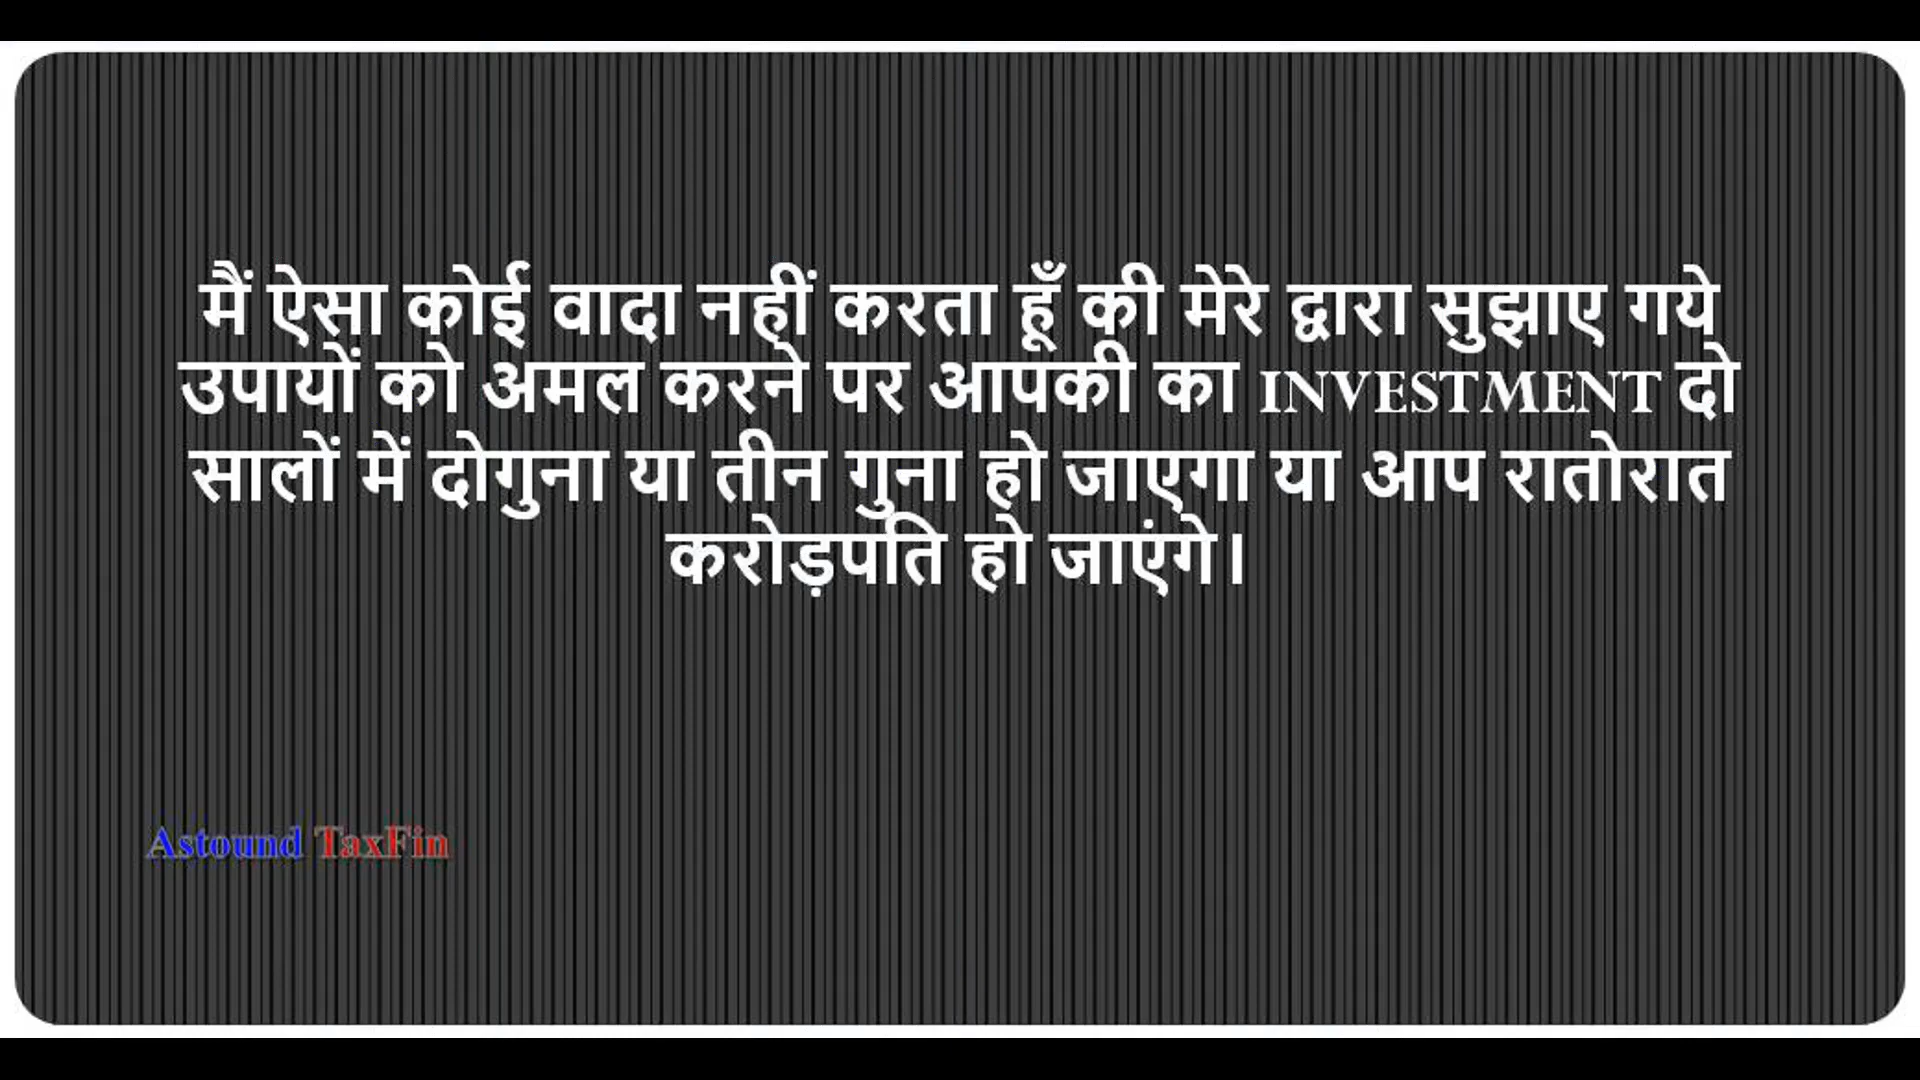 मैं ऐसा कोई वादा नहीं करता हूँ की मेरे द्वारा सुझाए गये
उपायों को अमल करने पर आपकी का INVESTMENT दो
सालों में दोगुना या तीन गुना हो जाएगा या आप रातोरात
करोड़पति हो जाएंगे।
Astound TaxFin